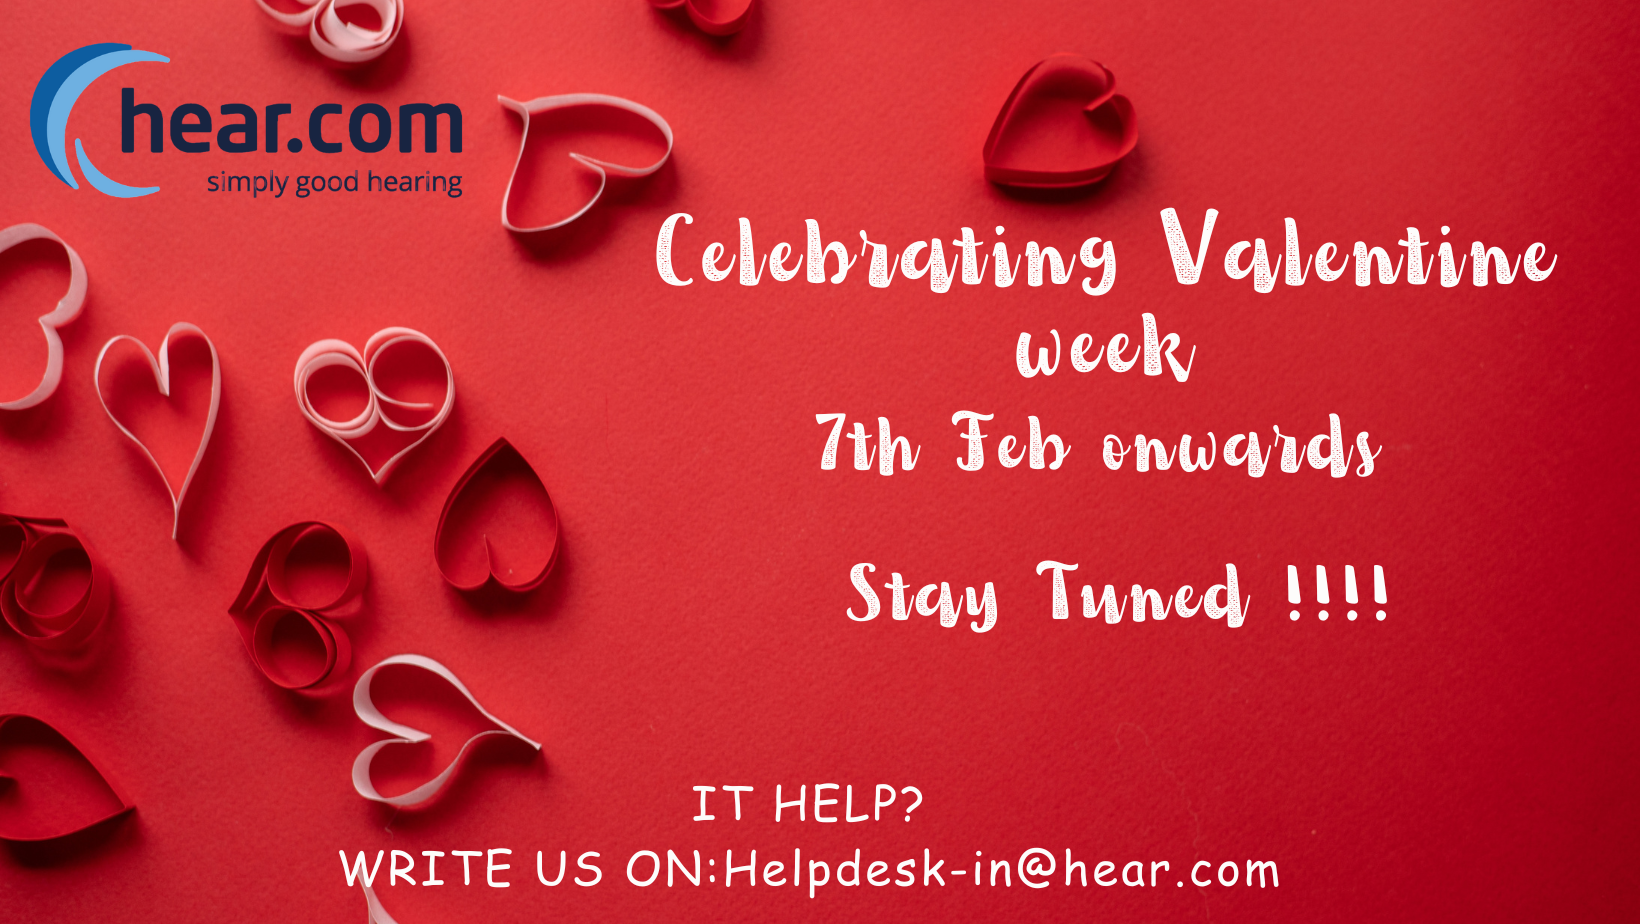 hear.com
simply good hearing
Celebrating Valentine
week
7th Feb onwards
Stay Tuned !!!!
IT HELP?
WRITE US ON:Helpdesk-in@hear.com